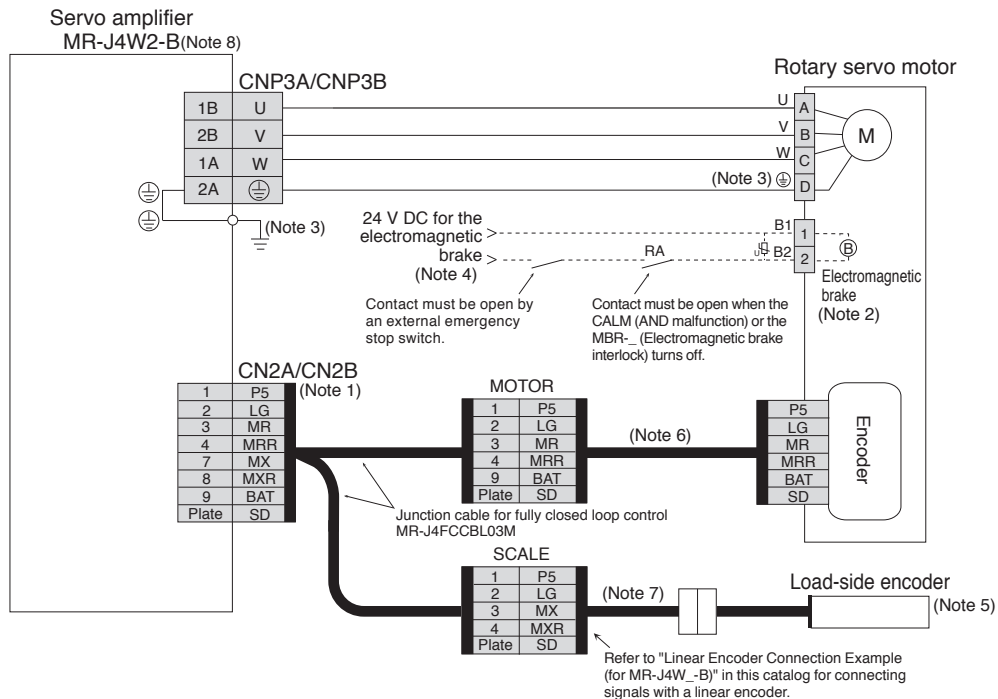 Servo amplifier
MR-J4W2-B(Note 8)
CNP3A/CNP3B
1B U
2B V
1A W
2A
(Note 3)
Rotary servo motor
U A
V B
W C
(Note 3) D
M
24 V DC for the
electromagnetic
brake
(Note 4)
RA
B1 1
B2 2
U
B
Electromagnetic
brake
(Note 2)
Contact must be open by
an external emergency
stop switch.
Contact must be open when the
CALM (AND malfunction) or the
MBR-_ (Electromagnetic brake
interlock) turns off.
CN2A/CN2B
(Note 1)
1 P5
2 LG
3 MR
4 MRR
7 MX
8 MXR
9 BAT
Plate SD
MOTOR
1 P5
2 LG
3 MR
4 MRR
9 BAT
Plate SD
(Note 6)
P5
LG
MR
MRR
BAT
SD
Encoder
Junction cable for fully closed loop control
MR-J4FCCBL03M
SCALE
1 P5
2 LG
3 MX
4 MXR
Plate SD
(Note 7)
Load-side encoder
(Note 5)
Refer to "Linear Encoder Connection Example
(for MR-J4W_-B)" in this catalog for connecting
signals with a linear encoder.